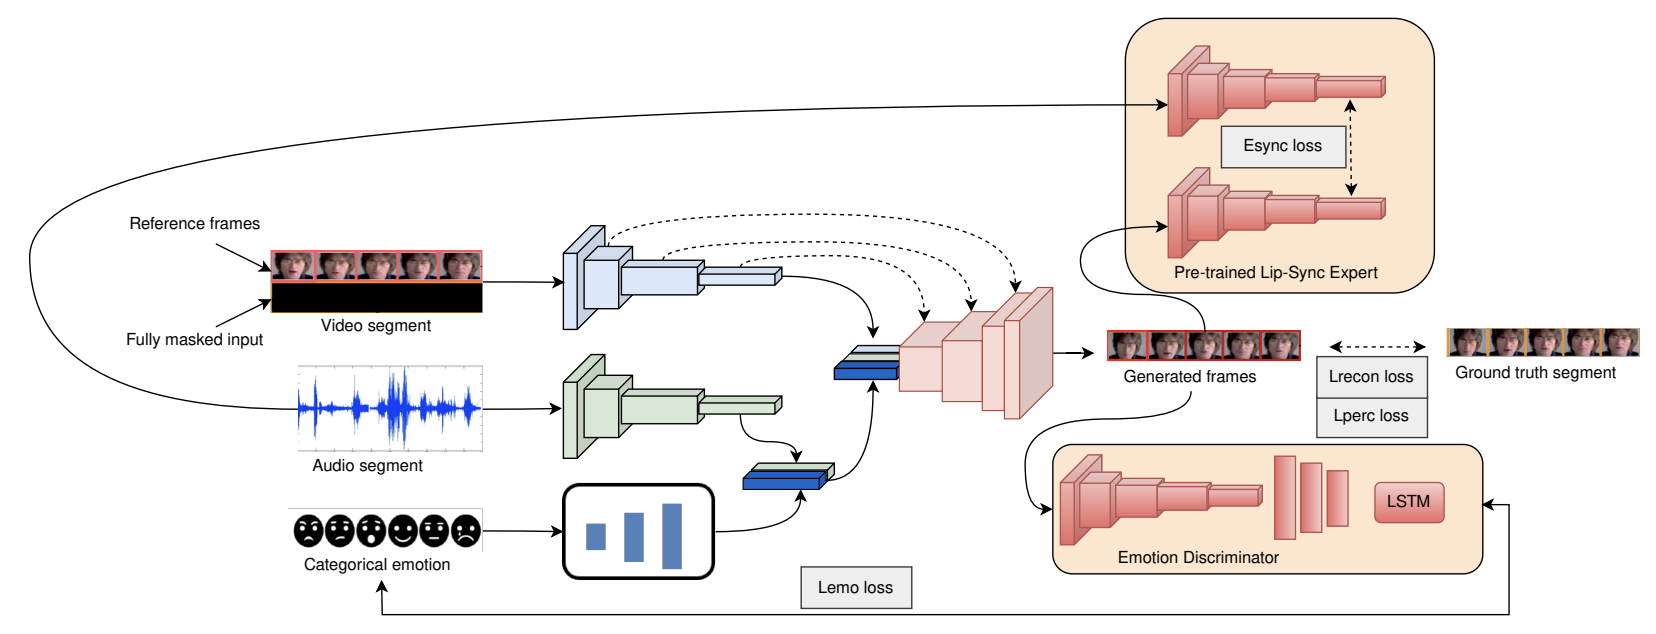 Esync loss
Reference frames
Pre-trained Lip-Sync Expert
Video segment
Fully masked input
Generated frames
Lrecon loss
Ground truth segment
Lperc loss
Audio segment
LSTM
Emotion Discriminator
Categorical emotion
Lemo loss